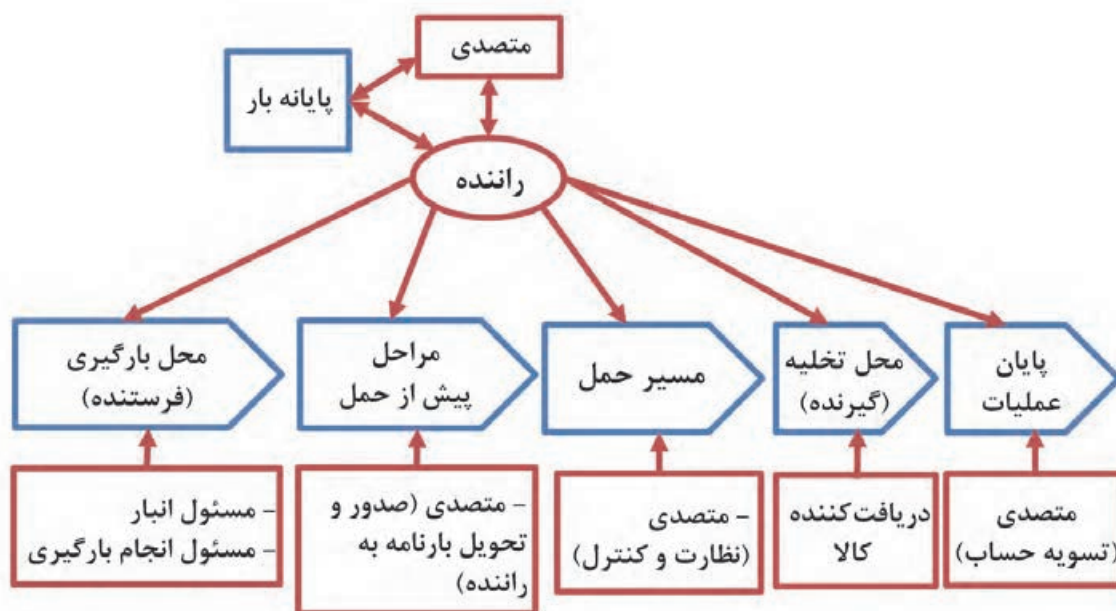 متصدی
پایانه بار
راننده
محل بارگیری
(فرستنده)
مراحل
پیش از حمل
مسیر حمل
محل تخلیه
(گیرنده)
پایان
عملیات
– مسئول انبار
– مسئول انجام بارگیری
– متصدی (صدور و
تحویل بارنامه به
راننده)
– متصدی
(نظارت و کنترل)
دریافت‌کننده
کالا
متصدی
(تسویه حساب)